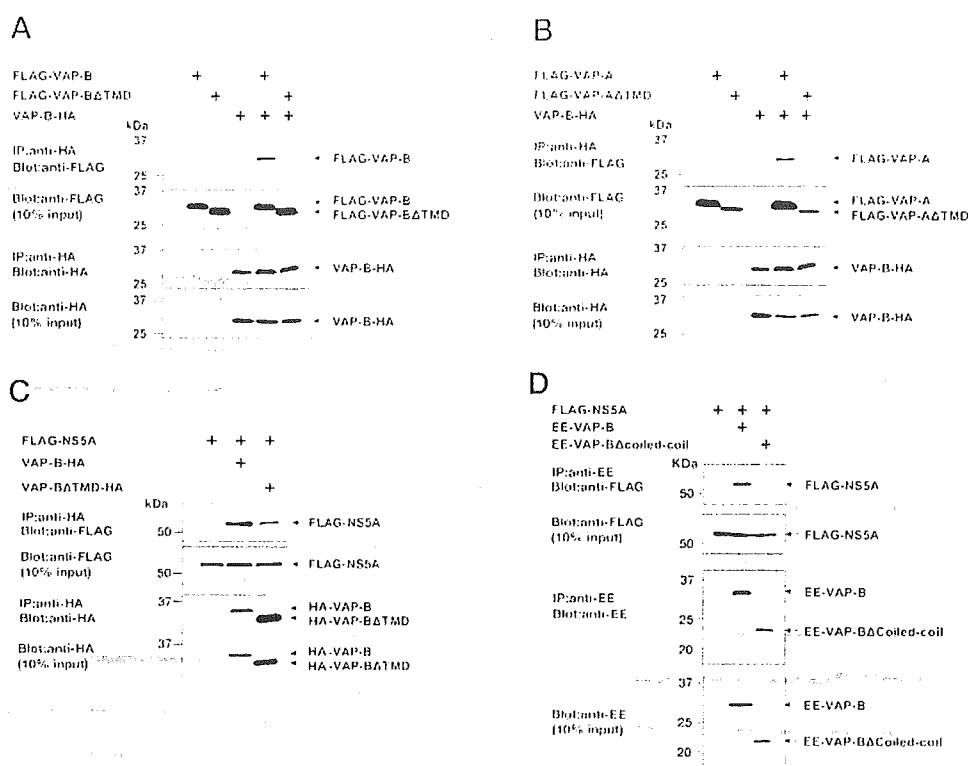 A
FLAG-VAP-B + +
FLAG-VAP-BΔTMD + +
VAP-B-HA + + +
kDa
37
IP:anti-HA
Blot:anti-FLAG
FLAG-VAP-B
25
37
Blot:anti-FLAG
(10% input)
FLAG-VAP-B
FLAG-VAP-BΔTMD
25
37
IP:anti-HA
Blot:anti-HA
VAP-B-HA
25
37
Blot:anti-HA
(10% input)
VAP-B-HA
25
B
FLAG-VAP-A + +
FLAG-VAP-AΔTMD + +
VAP-B-HA + + +
kDa
37
IP:anti-HA
Blot:anti-FLAG
FLAG-VAP-A
25
37
Blot:anti-FLAG
(10% input)
FLAG-VAP-A
FLAG-VAP-AΔTMD
25
37
IP:anti-HA
Blot:anti-HA
VAP-B-HA
25
37
Blot:anti-HA
(10% input)
VAP-B-HA
25
C
FLAG-NS5A + + +
VAP-B-HA +
VAP-BΔTMD-HA +
kDa
IP:anti-HA
Blot:anti-FLAG
50
FLAG-NS5A
Blot:anti-FLAG
(10% input)
50
FLAG-NS5A
IP:anti-HA
Blot:anti-HA
37
HA-VAP-B
HA-VAP-BΔTMD
Blot:anti-HA
(10% input)
37
HA-VAP-B
HA-VAP-BΔTMD
D
FLAG-NS5A + + +
EE-VAP-B +
EE-VAP-BΔcoiled-coil +
KDa
IP:anti-EE
Blot:anti-FLAG
50
FLAG-NS5A
Blot:anti-FLAG
(10% input)
50
FLAG-NS5A
37
IP:anti-EE
Blot:anti-EE
EE-VAP-B
25
EE-VAP-BΔCoiled-coil
20
37
Blot:anti-EE
(10% input)
EE-VAP-B
25
EE-VAP-BΔCoiled-coil
20